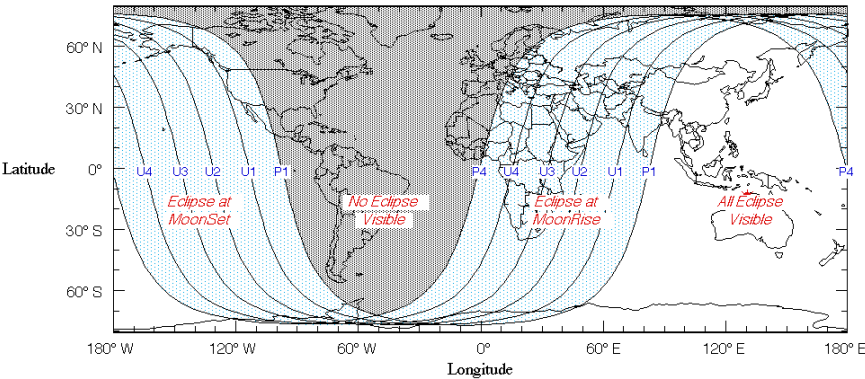 60° N
30° N
Latitude
0°
U4 U3 U2 U1 P1 P4 U4 U3 U2 U1 P1 P4
Eclipse at
MoonSet
No Eclipse
Visible
Eclipse at
MoonRise
All Eclipse
Visible
30° S
60° S
180° W 120° W 60° W 0° 60° E 120° E 180° E
Longitude